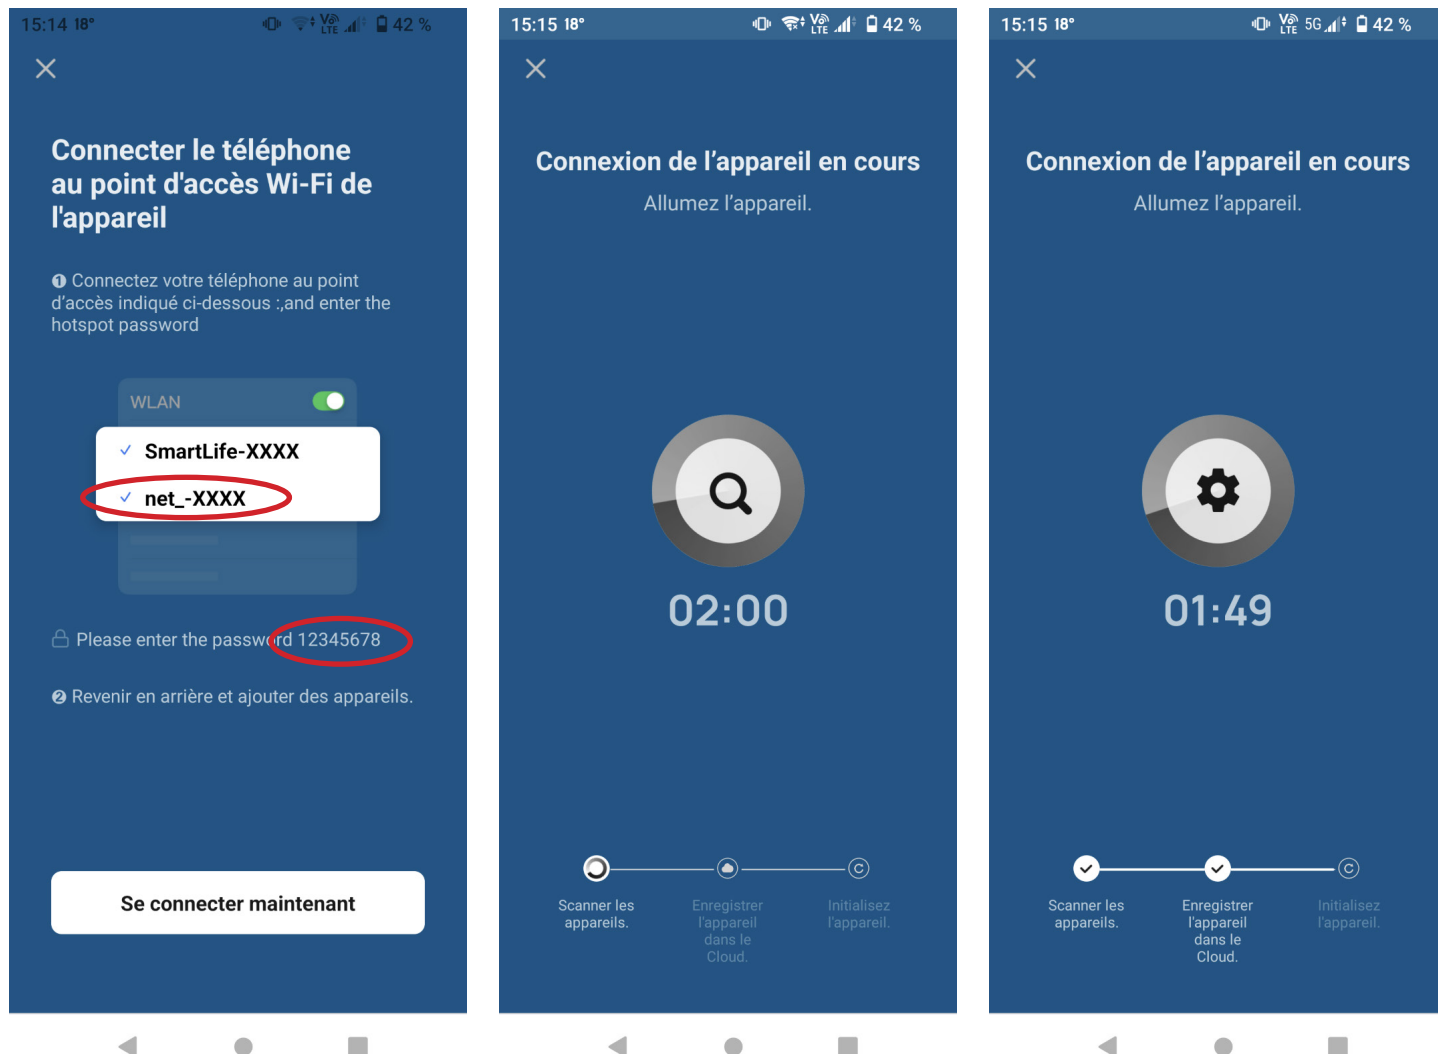 15:14 18° VoLTE 42 %
Connecter le téléphone
au point d'accès Wi-Fi de
l'appareil
❶ Connectez votre téléphone au point
d'accès indiqué ci-dessous :,and enter the
hotspot password
WLAN
SmartLife-XXXX
net_-XXXX
Please enter the password 12345678
❷ Revenir en arrière et ajouter des appareils.
Se connecter maintenant
15:15 18° VoLTE 42 %
Connexion de l’appareil en cours
Allumez l’appareil.
02:00
Scanner les
appareils.
Enregistrer
l'appareil
dans le
Cloud.
Initialisez
l'appareil.
15:15 18° VoLTE 5G 42 %
Connexion de l’appareil en cours
Allumez l’appareil.
01:49
Scanner les
appareils.
Enregistrer
l'appareil
dans le
Cloud.
Initialisez
l'appareil.